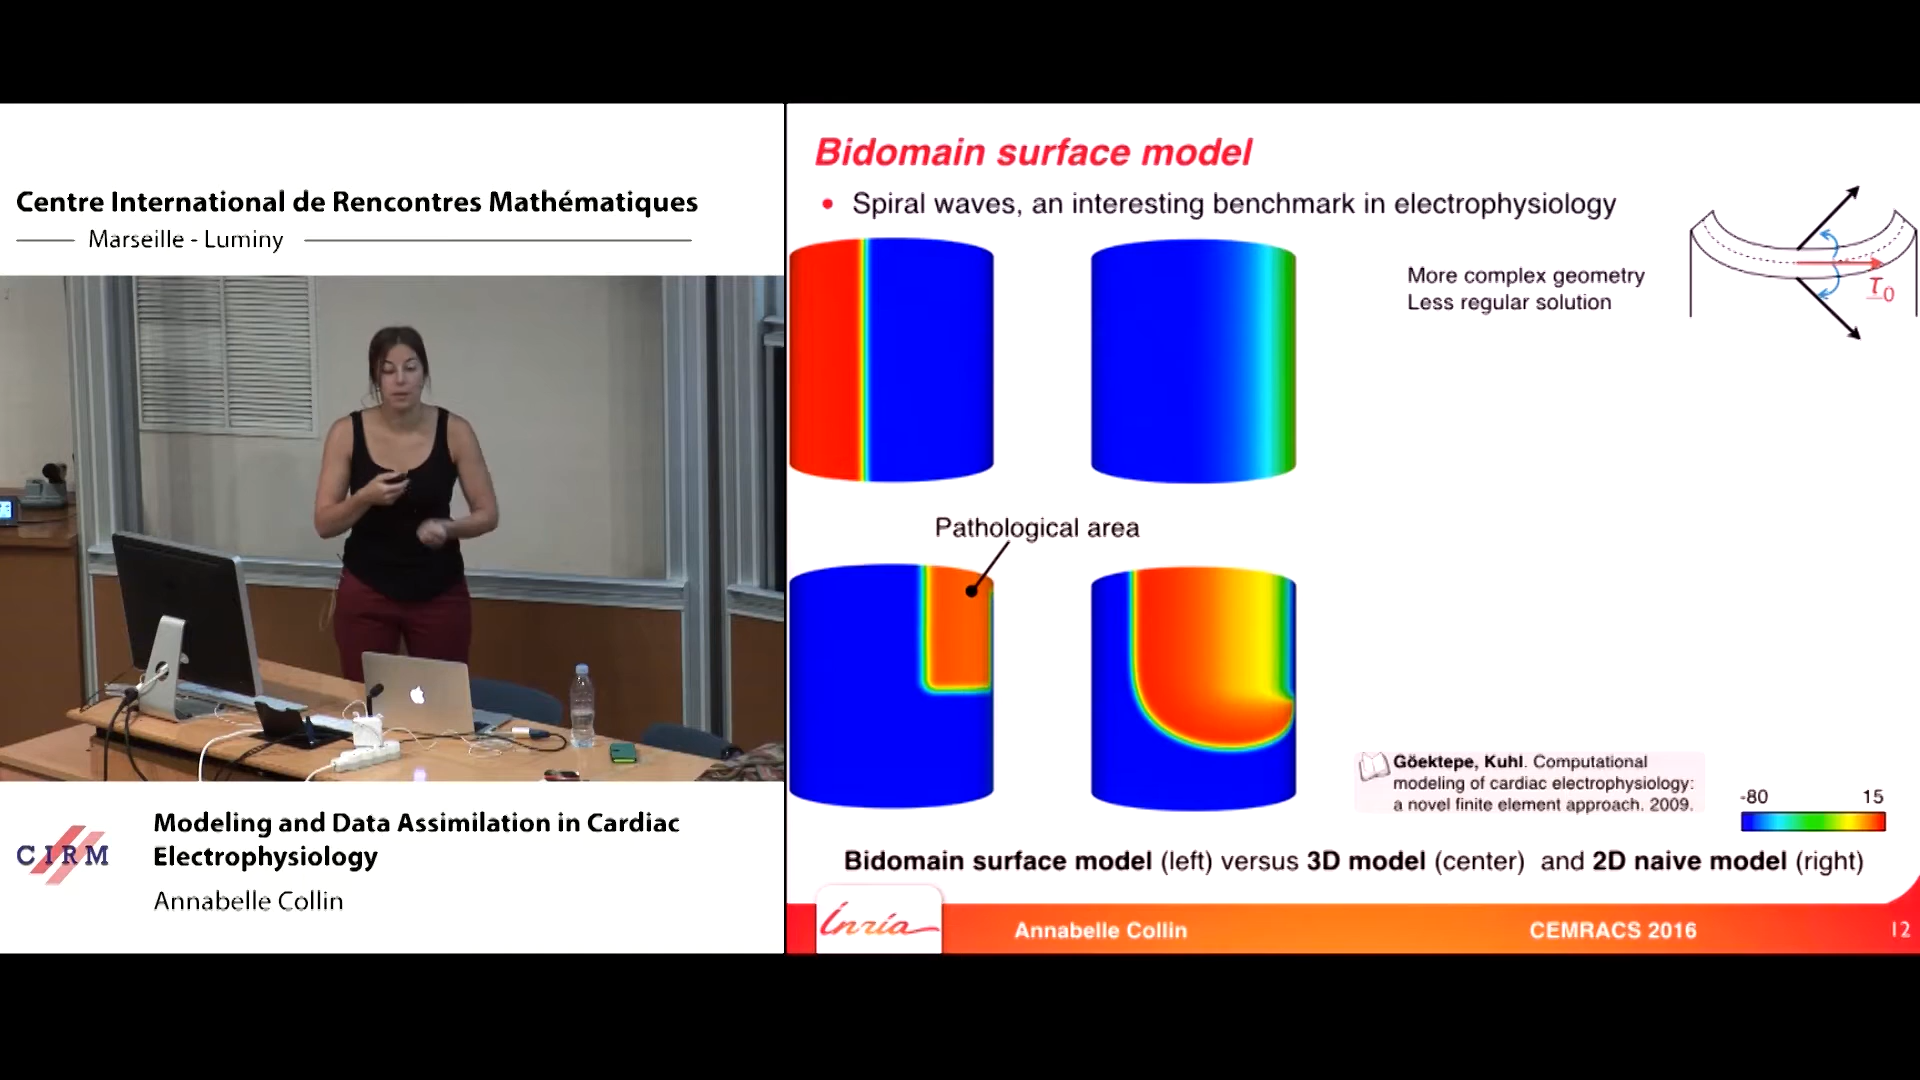 Centre International de Rencontres Mathématiques
Marseille - Luminy
Modeling and Data Assimilation in Cardiac
Electrophysiology
CIRM
Annabelle Collin
Bidomain surface model
• Spiral waves, an interesting benchmark in electrophysiology
More complex geometry
Less regular solution
τ0
Pathological area
Göektepe, Kuhl. Computational
modeling of cardiac electrophysiology:
a novel finite element approach. 2009.
-80 15
Bidomain surface model (left) versus 3D model (center) and 2D naive model (right)
Inria
Annabelle Collin
CEMRACS 2016
12